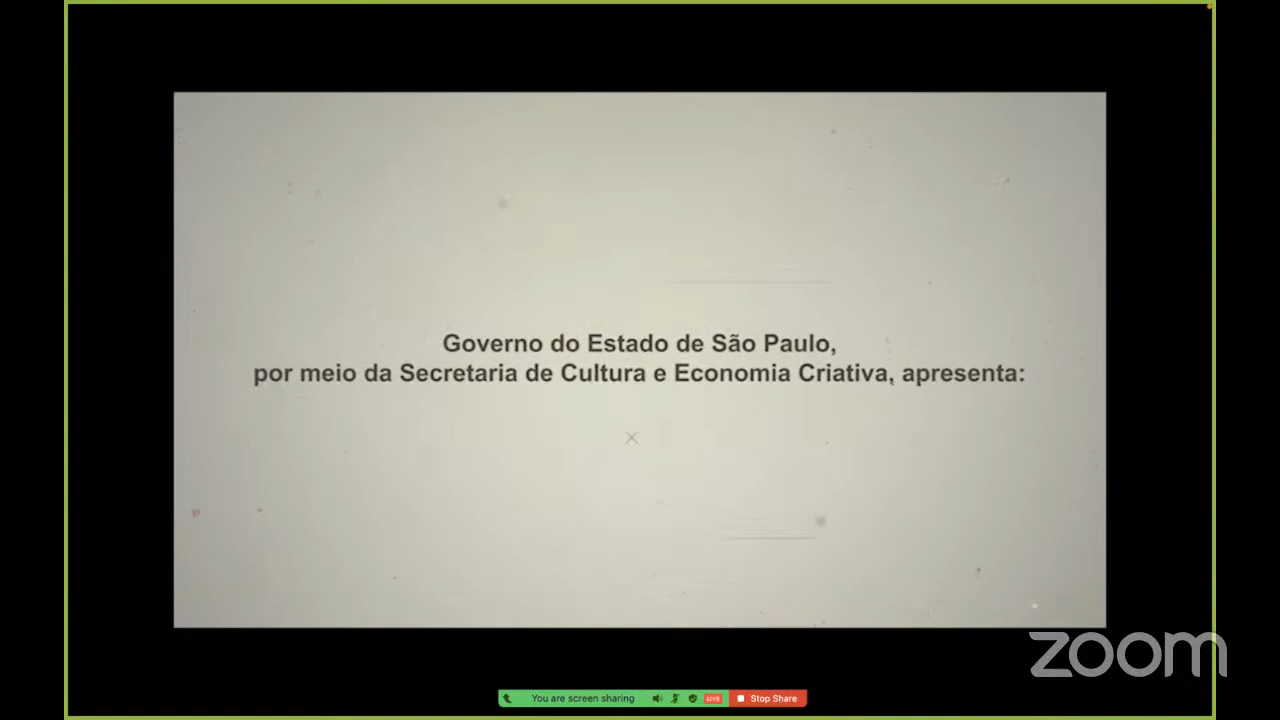 Governo do Estado de São Paulo,
por meio da Secretaria de Cultura e Economia Criativa, apresenta:
zoom
You are screen sharing LIVE Stop Share